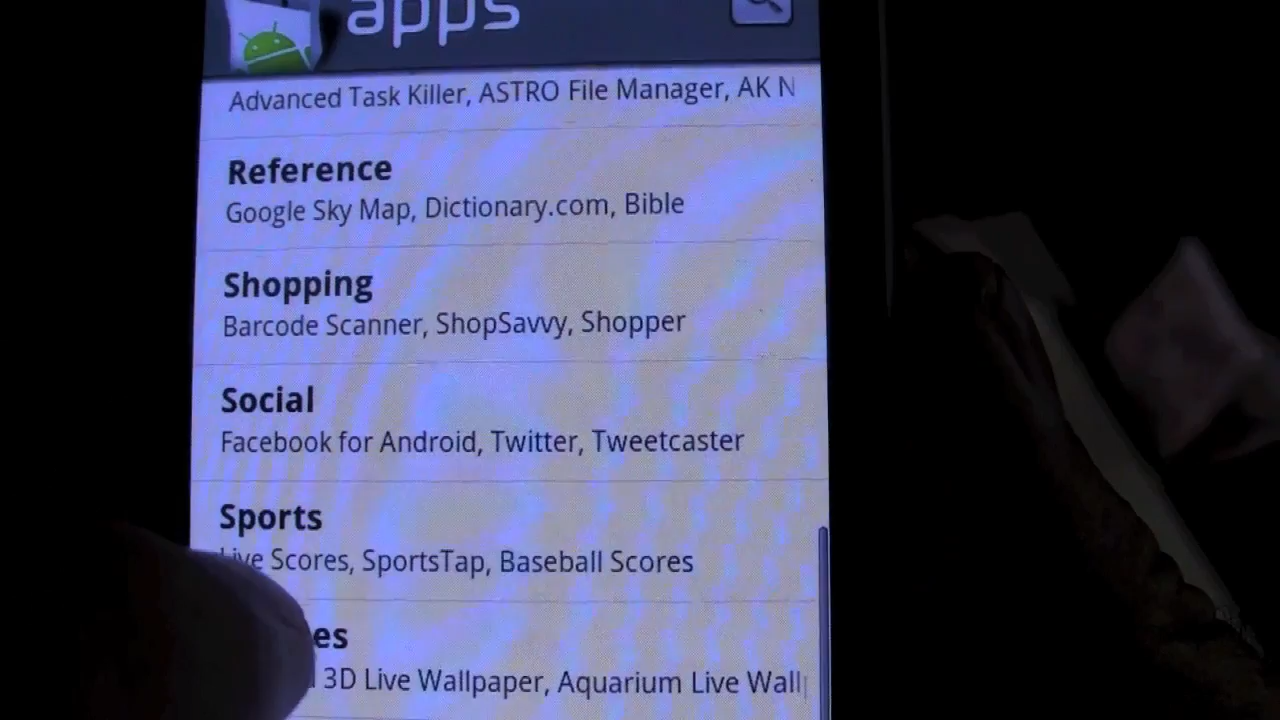 apps
Advanced Task Killer, ASTRO File Manager, AK N
Reference
Google Sky Map, Dictionary.com, Bible
Shopping
Barcode Scanner, ShopSavvy, Shopper
Social
Facebook for Android, Twitter, Tweetcaster
Sports
Live Scores, SportsTap, Baseball Scores
3D Live Wallpaper, Aquarium Live Wall